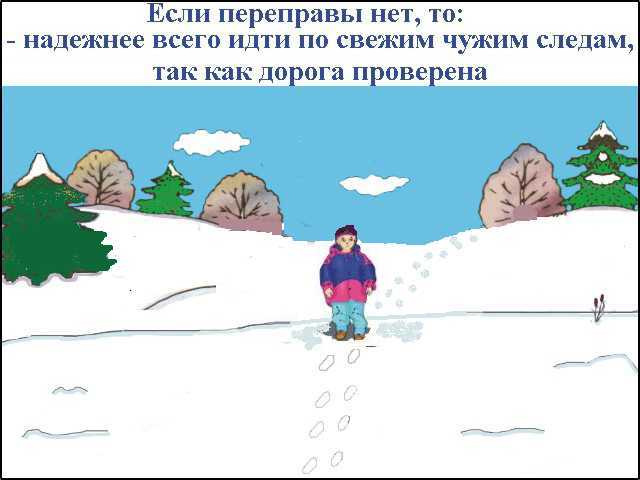 Если переправы нет, то:
- надежнее всего идти по свежим чужим следам,
так как дорога проверена